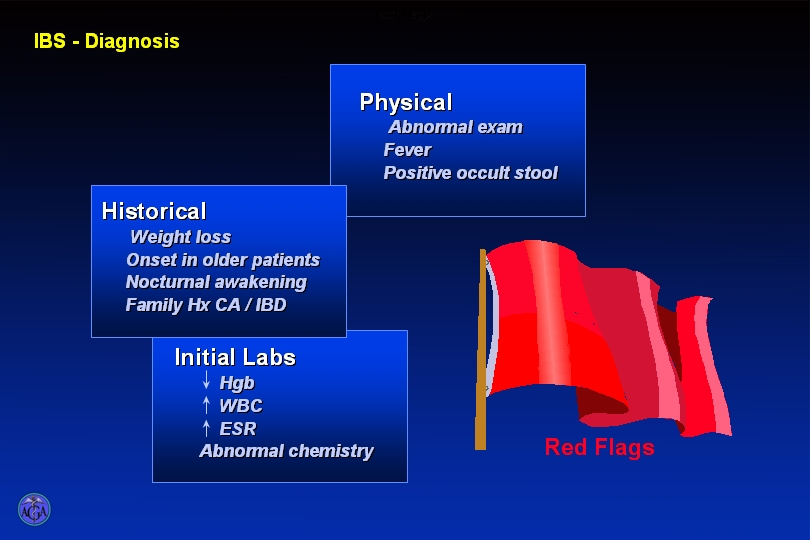 IBS - Diagnosis
Physical
Abnormal exam
Fever
Positive occult stool
Historical
Weight loss
Onset in older patients
Nocturnal awakening
Family Hx CA / IBD
Initial Labs
↓ Hgb
↑ WBC
↑ ESR
Abnormal chemistry
Red Flags
AGA